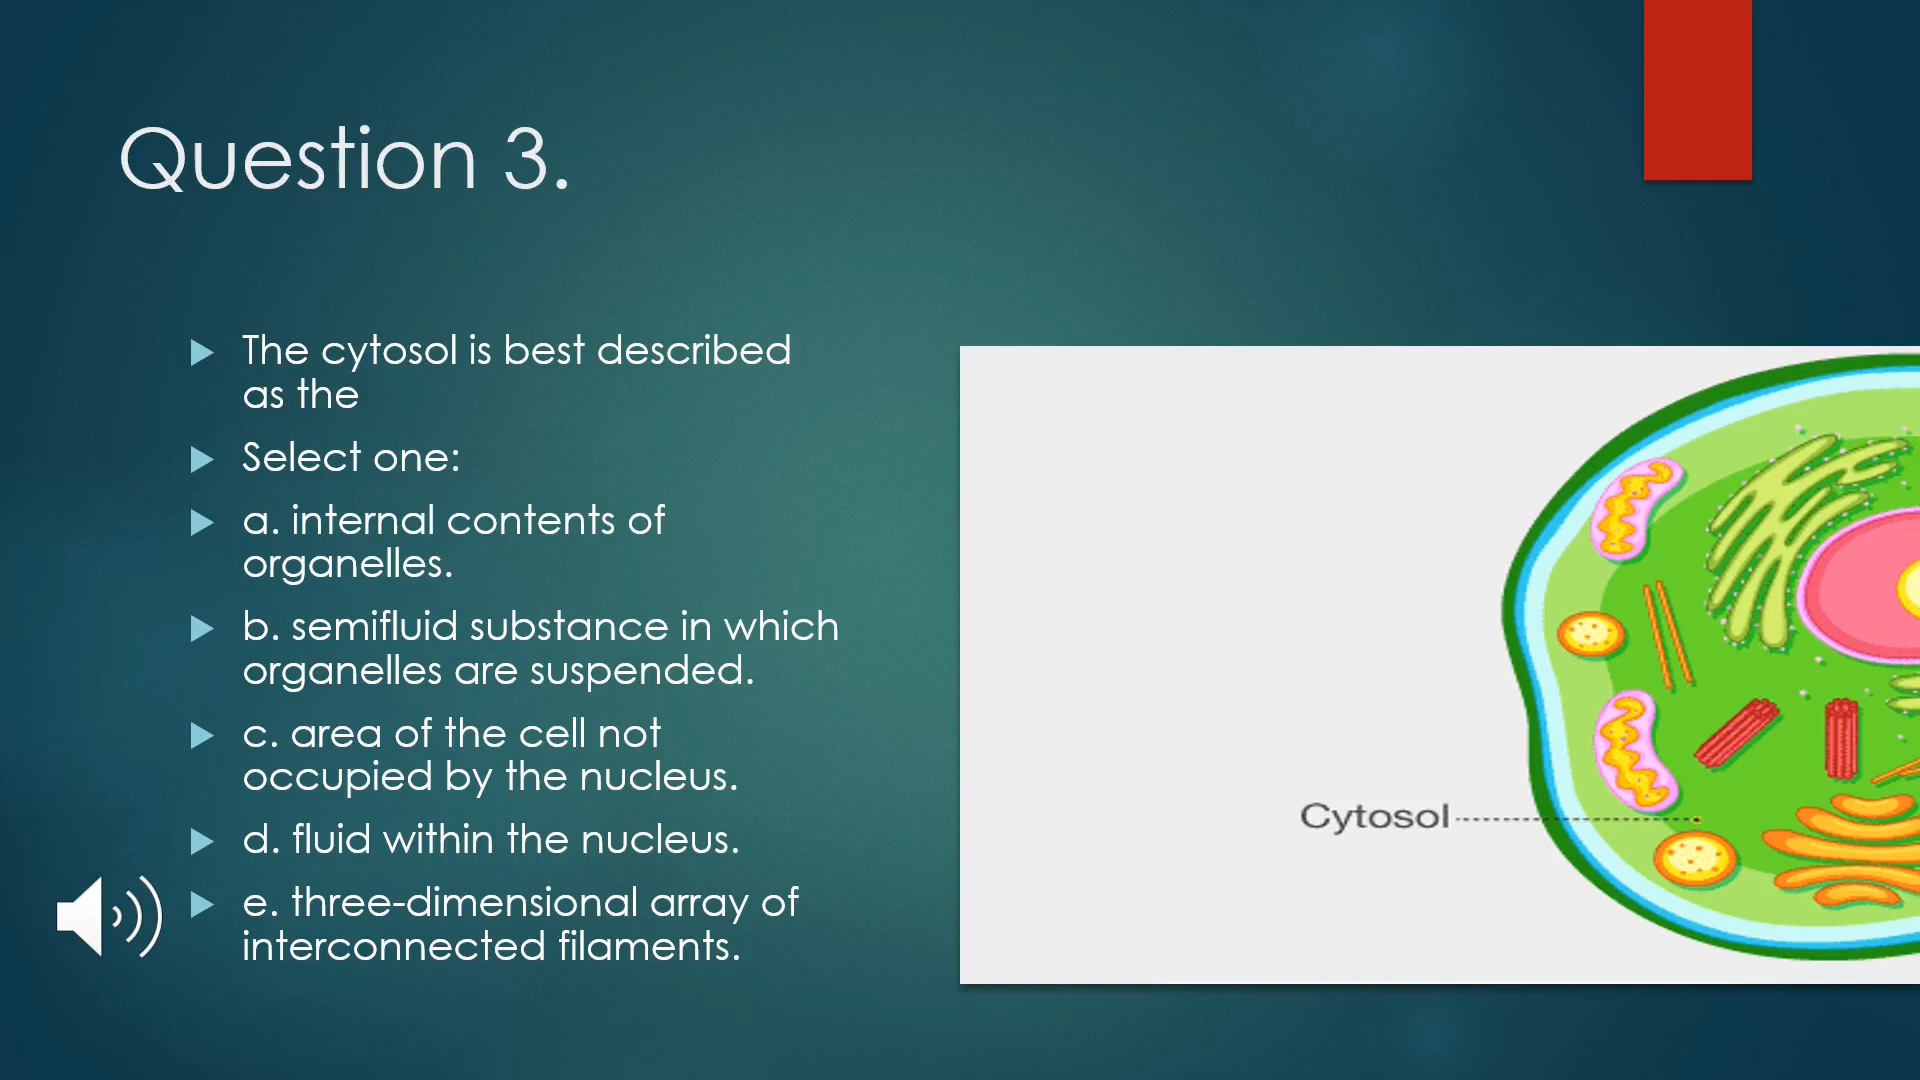 Question 3.
The cytosol is best described
as the
Select one:
a. internal contents of
organelles.
b. semifluid substance in which
organelles are suspended.
c. area of the cell not
occupied by the nucleus.
d. fluid within the nucleus.
e. three-dimensional array of
interconnected filaments.
Cytosol